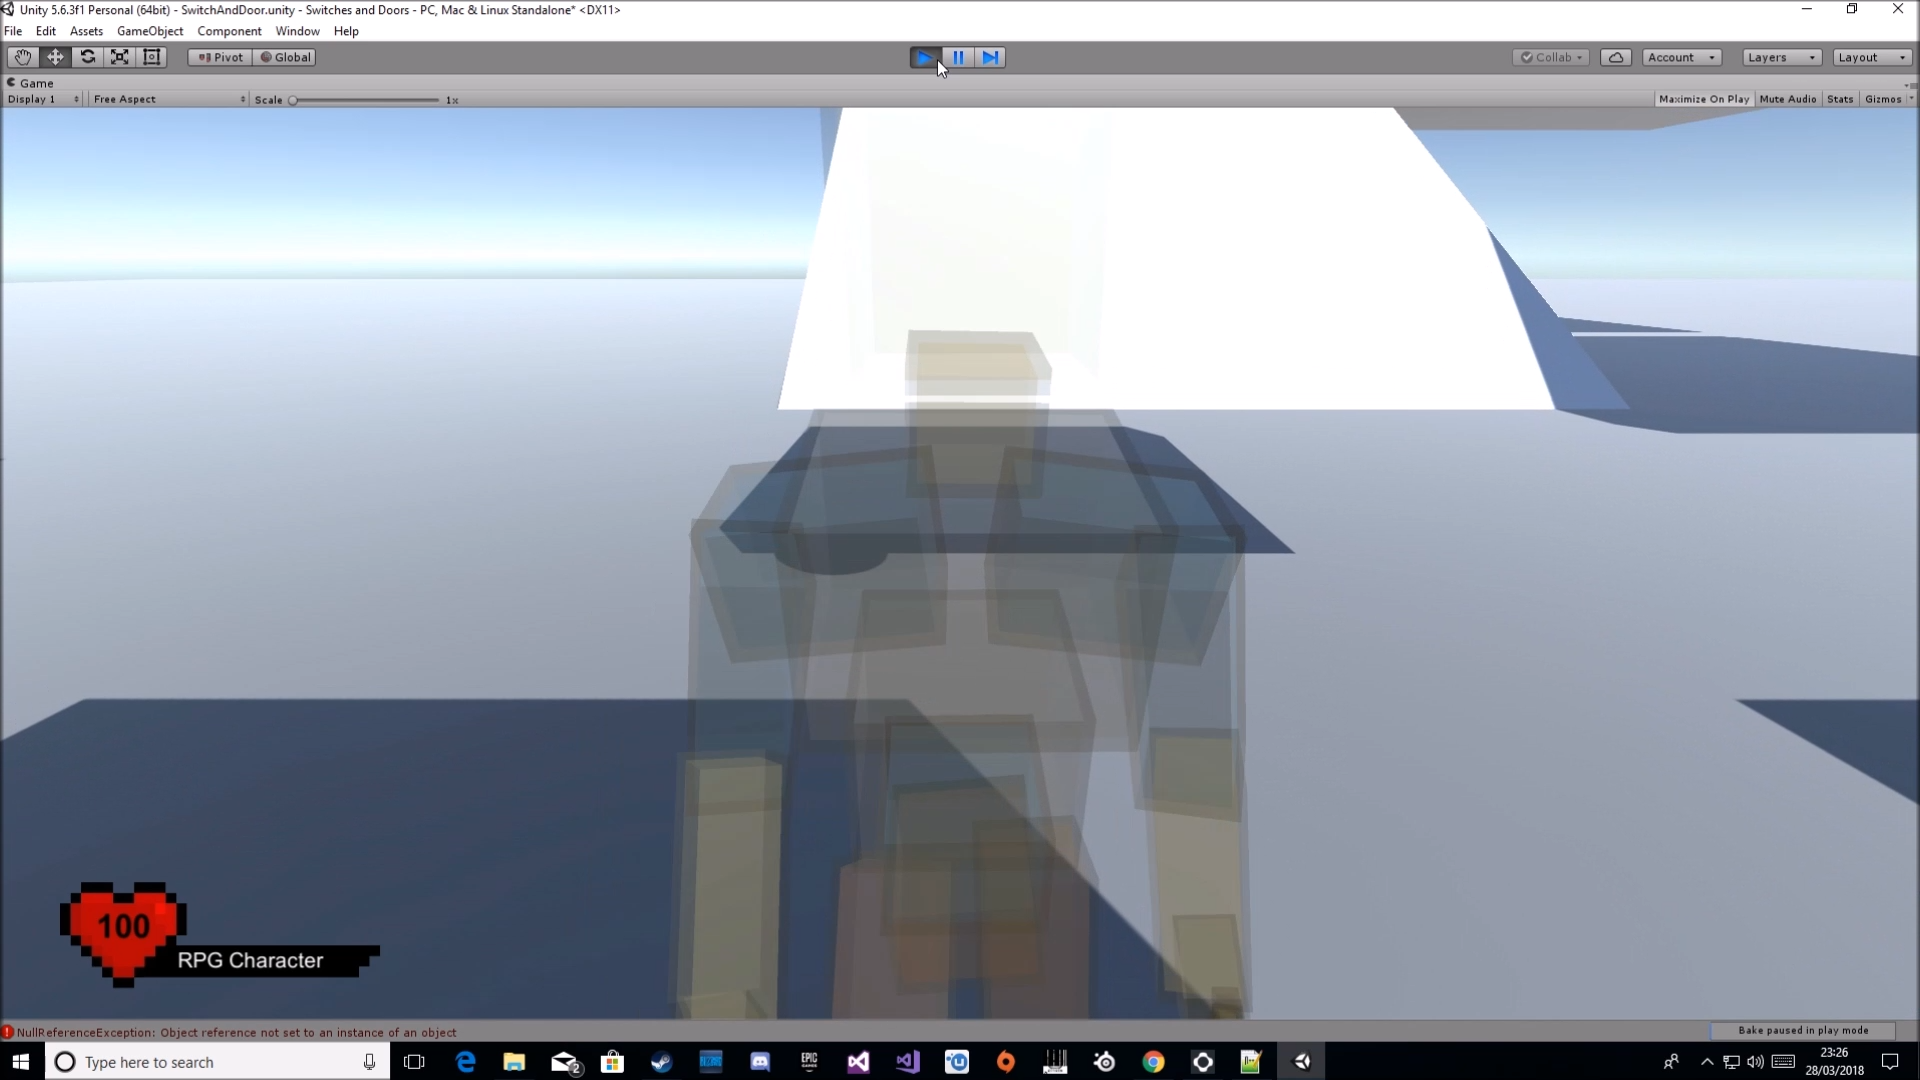 Unity 5.6.3f1 Personal (64bit) - SwitchAndDoor.unity - Switches and Doors - PC, Mac & Linux Standalone* <DX11>
File Edit Assets GameObject Component Window Help
Pivot Global Collab Account Layers Layout
Game
Display 1 Free Aspect Scale 1x Maximize On Play Mute Audio Stats Gizmos
100
RPG Character
NullReferenceException: Object reference not set to an instance of an object
Bake paused in play mode
Type here to search
2
EPIC GAMES
23:26
28/03/2018